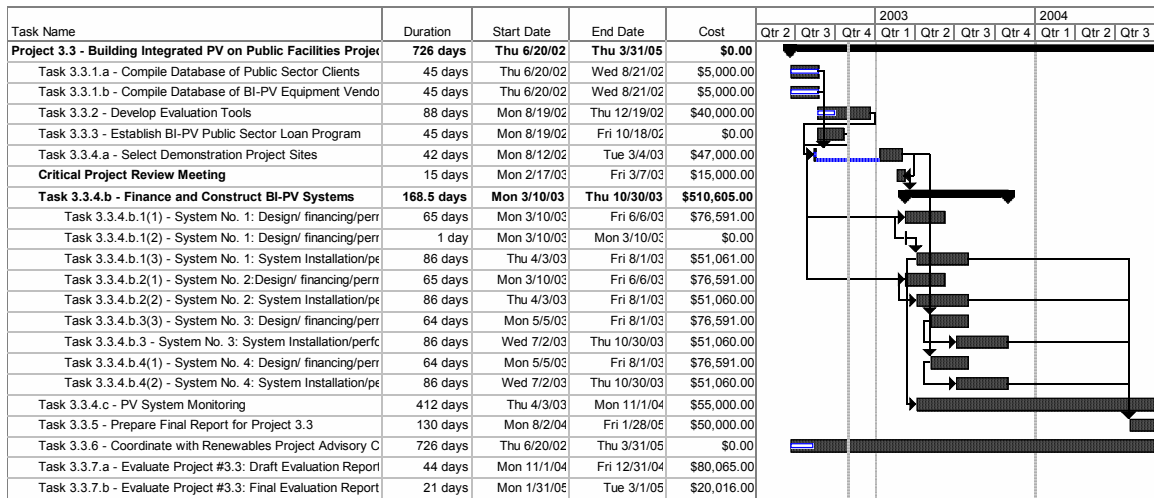 2003 2004
Task Name Duration Start Date End Date Cost Qtr 2 Qtr 3 Qtr 4 Qtr 1 Qtr 2 Qtr 3 Qtr 4 Qtr 1 Qtr 2 Qtr 3
Project 3.3 - Building Integrated PV on Public Facilities Projec 726 days Thu 6/20/02 Thu 3/31/05 $0.00
Task 3.3.1.a - Compile Database of Public Sector Clients 45 days Thu 6/20/02 Wed 8/21/02 $5,000.00
Task 3.3.1.b - Compile Database of BI-PV Equipment Vendo 45 days Thu 6/20/02 Wed 8/21/02 $5,000.00
Task 3.3.2 - Develop Evaluation Tools 88 days Mon 8/19/02 Thu 12/19/02 $40,000.00
Task 3.3.3 - Establish BI-PV Public Sector Loan Program 45 days Mon 8/19/02 Fri 10/18/02 $0.00
Task 3.3.4.a - Select Demonstration Project Sites 42 days Mon 8/12/02 Tue 3/4/03 $47,000.00
Critical Project Review Meeting 15 days Mon 2/17/03 Fri 3/7/03 $15,000.00
Task 3.3.4.b - Finance and Construct BI-PV Systems 168.5 days Mon 3/10/03 Thu 10/30/03 $510,605.00
Task 3.3.4.b.1(1) - System No. 1: Design/ financing/perr 65 days Mon 3/10/03 Fri 6/6/03 $76,591.00
Task 3.3.4.b.1(2) - System No. 1: Design/ financing/perr 1 day Mon 3/10/03 Mon 3/10/03 $0.00
Task 3.3.4.b.1(3) - System No. 1: System Installation/pe 86 days Thu 4/3/03 Fri 8/1/03 $51,061.00
Task 3.3.4.b.2(1) - System No. 2:Design/ financing/perr 65 days Mon 3/10/03 Fri 6/6/03 $76,591.00
Task 3.3.4.b.2(2) - System No. 2: System Installation/pe 86 days Thu 4/3/03 Fri 8/1/03 $51,060.00
Task 3.3.4.b.3(3) - System No. 3: Design/ financing/perr 64 days Mon 5/5/03 Fri 8/1/03 $76,591.00
Task 3.3.4.b.3 - System No. 3: System Installation/perfc 86 days Wed 7/2/03 Thu 10/30/03 $51,060.00
Task 3.3.4.b.4(1) - System No. 4: Design/ financing/perr 64 days Mon 5/5/03 Fri 8/1/03 $76,591.00
Task 3.3.4.b.4(2) - System No. 4: System Installation/pe 86 days Wed 7/2/03 Thu 10/30/03 $51,060.00
Task 3.3.4.c - PV System Monitoring 412 days Thu 4/3/03 Mon 11/1/04 $55,000.00
Task 3.3.5 - Prepare Final Report for Project 3.3 130 days Mon 8/2/04 Fri 1/28/05 $50,000.00
Task 3.3.6 - Coordinate with Renewables Project Advisory C 726 days Thu 6/20/02 Thu 3/31/05 $0.00
Task 3.3.7.a - Evaluate Project #3.3: Draft Evaluation Report 44 days Mon 11/1/04 Fri 12/31/04 $80,065.00
Task 3.3.7.b - Evaluate Project #3.3: Final Evaluation Report 21 days Mon 1/31/05 Tue 3/1/05 $20,016.00